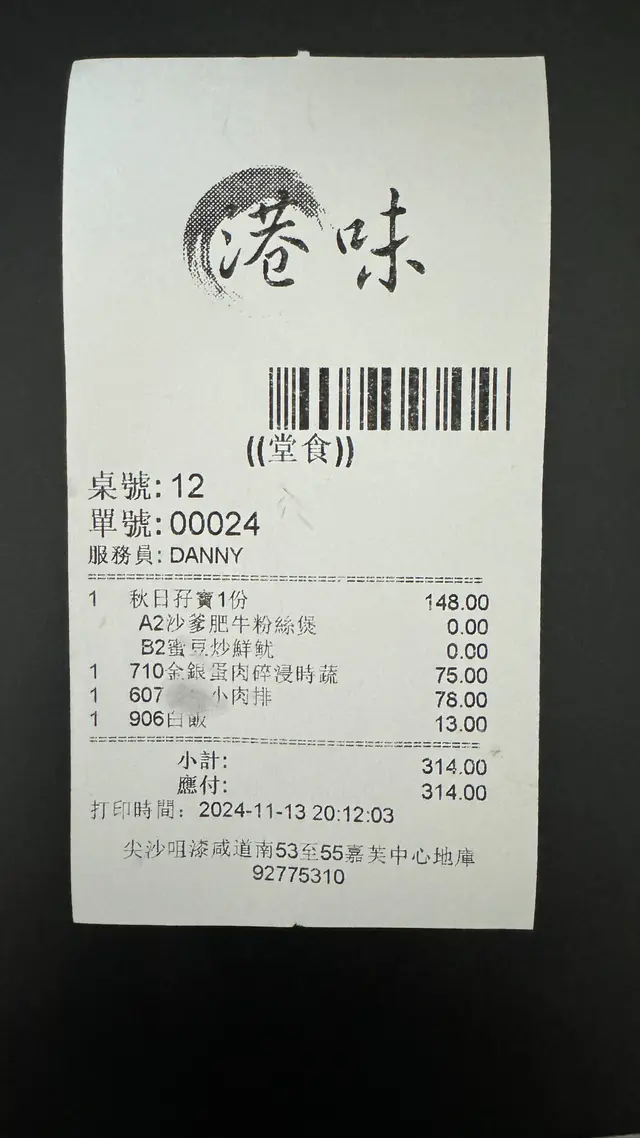 港味
((堂食))
桌號: 12
單號: 00024
服務員: DANNY
1 秋日孖寶1份 148.00
A2沙爹肥牛粉絲煲 0.00
B2蜜豆炒鮮魷 0.00
1 710金銀蛋肉碎浸時蔬 75.00
1 607 小肉排 78.00
1 906白飯 13.00
小計: 314.00
應付: 314.00
打印時間: 2024-11-13 20:12:03
尖沙咀漆咸道南53至55嘉芙中心地庫
92775310